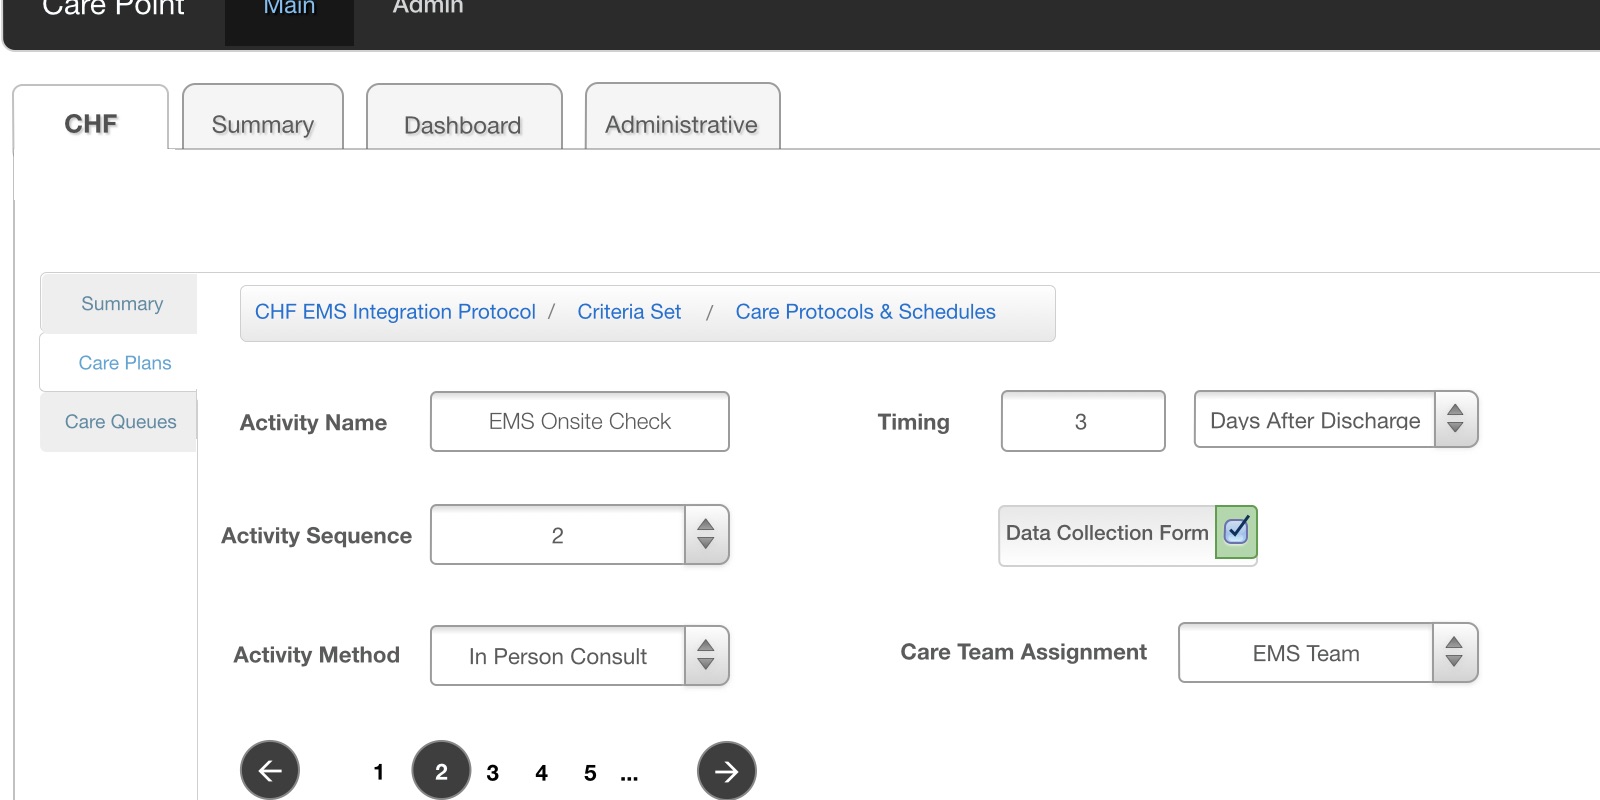 Care Point Main Admin
CHF Summary Dashboard Administrative
Summary
CHF EMS Integration Protocol / Criteria Set / Care Protocols & Schedules
Care Plans
Care Queues
Activity Name EMS Onsite Check Timing 3 Days After Discharge
Activity Sequence 2 Data Collection Form
Activity Method In Person Consult Care Team Assignment EMS Team
1 2 3 4 5 ...